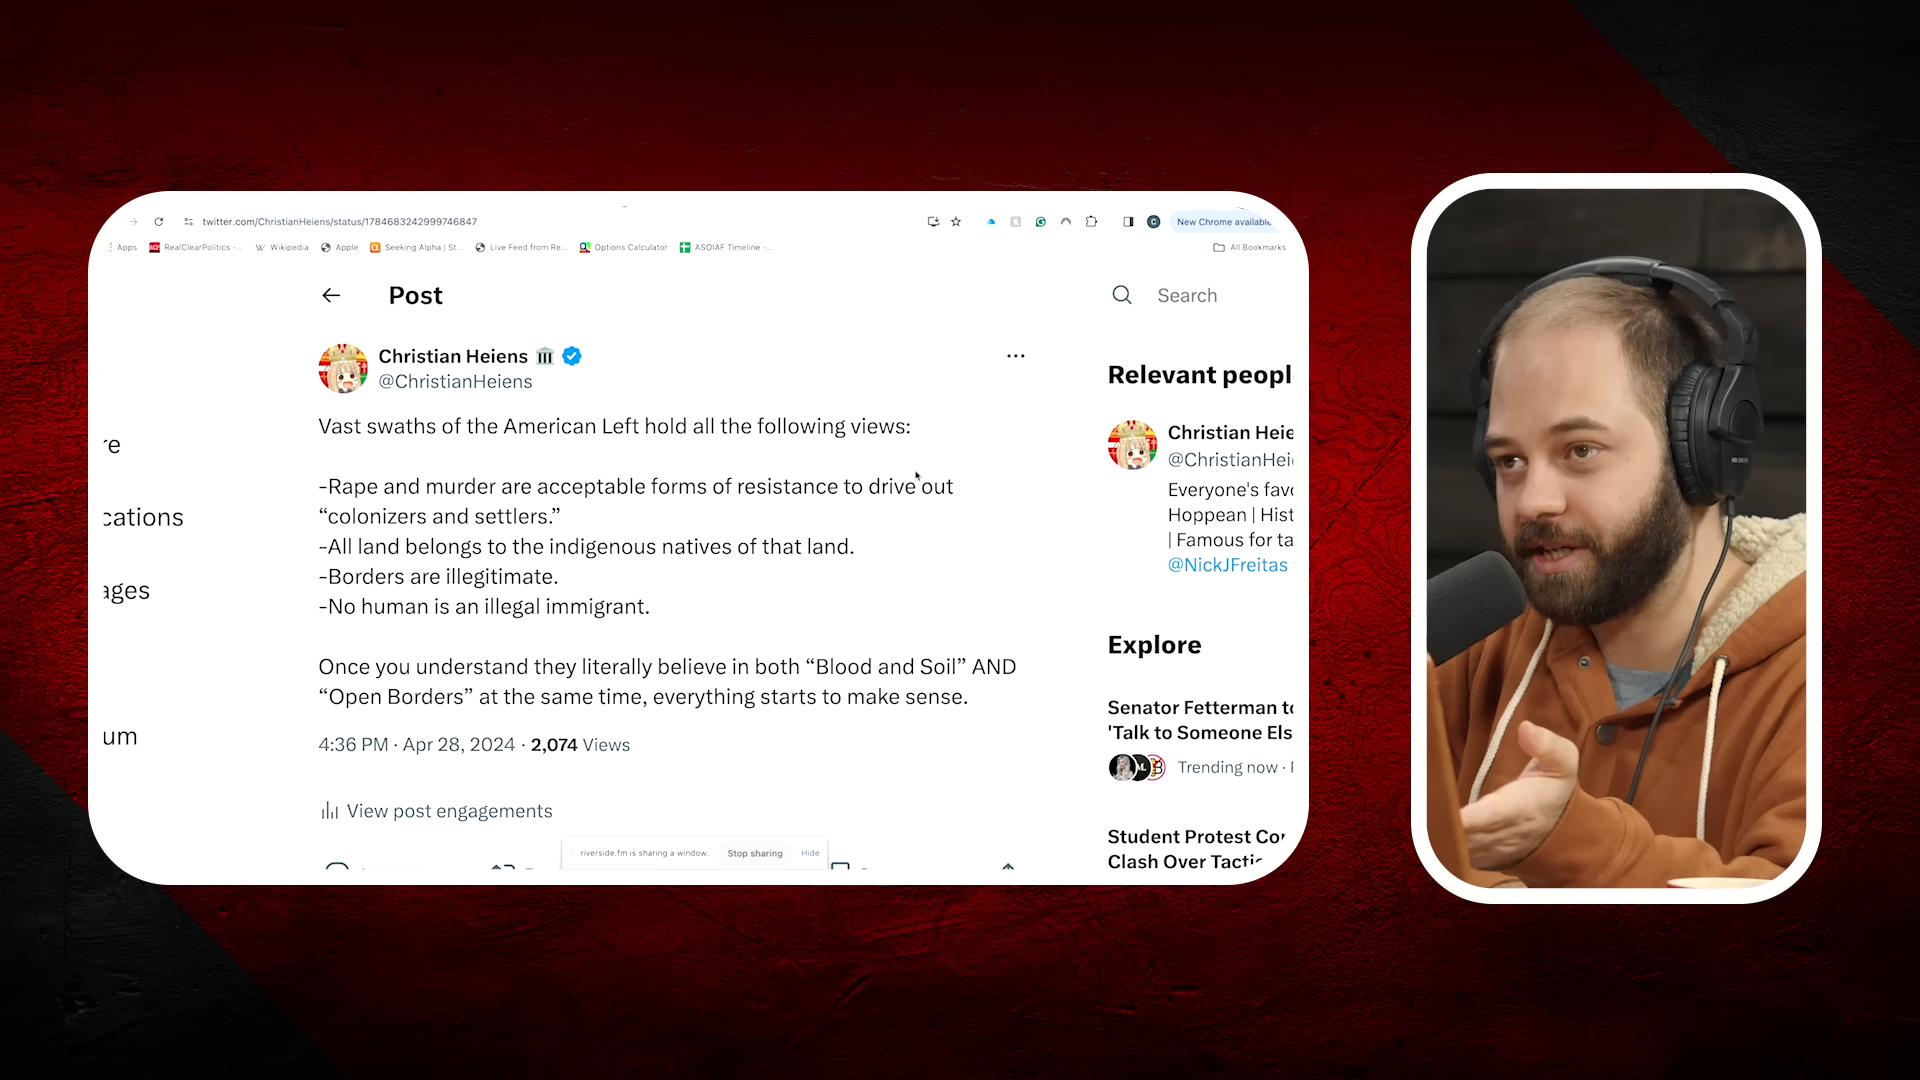 twitter.com/ChristianHeiens/status/1784683242999746847
New Chrome available
Apps RealClearPolitics -... Wikipedia Apple Seeking Alpha | St... Live Feed from Re... Options Calculator ASOIAF Timeline -...
All Bookmarks
Post
Search
Christian Heiens
@ChristianHeiens
Vast swaths of the American Left hold all the following views:
-Rape and murder are acceptable forms of resistance to drive out
“colonizers and settlers.”
-All land belongs to the indigenous natives of that land.
-Borders are illegitimate.
-No human is an illegal immigrant.
Once you understand they literally believe in both “Blood and Soil” AND
“Open Borders” at the same time, everything starts to make sense.
4:36 PM · Apr 28, 2024 · 2,074 Views
View post engagements
riverside.fm is sharing a window. Stop sharing Hide
re
cations
ages
um
Relevant peopl
Christian Heie
@ChristianHei
Everyone's favo
Hoppean | Hist
| Famous for ta
@NickJFreitas
Explore
Senator Fetterman to
'Talk to Someone Els
Trending now ·
Student Protest Cor
Clash Over Tactic